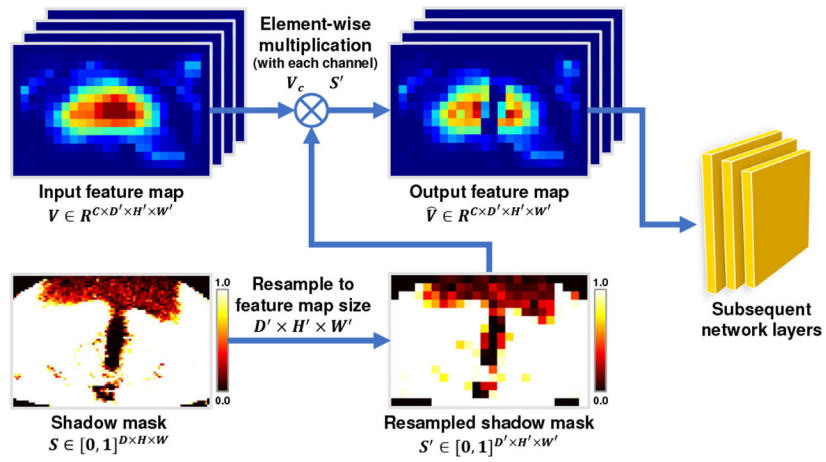 Element-wise
multiplication
(with each channel)
V_c S′
Input feature map
V ∈ R^{C×D′×H′×W′}
Output feature map
V̂ ∈ R^{C×D′×H′×W′}
1.0
0.0
Resample to
feature map size
D′ × H′ × W′
1.0
0.0
Subsequent
network layers
Shadow mask
S ∈ [0, 1]^{D×H×W}
Resampled shadow mask
S′ ∈ [0, 1]^{D′×H′×W′}